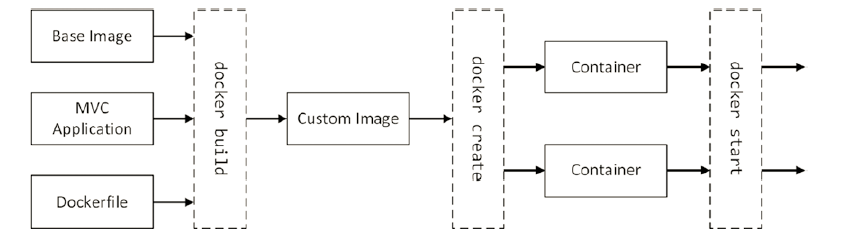 Base Image
MVC
Application
Dockerfile
docker build
Custom Image
docker create
Container
Container
docker start